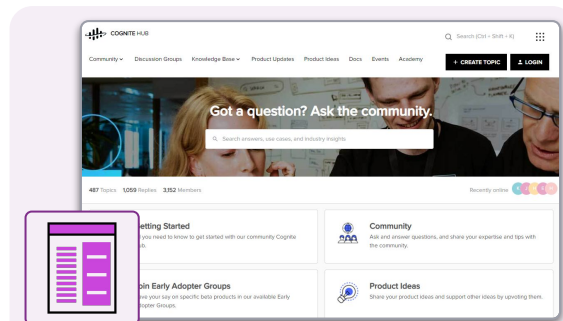 COGNITE HUB
Search (Ctrl + Shift + K)
Community Discussion Groups Knowledge Base Product Updates Product Ideas Docs Events Academy
+ CREATE TOPIC LOGIN
Got a question? Ask the community.
Search answers, use cases, and industry insights
487 Topics 1,059 Replies 3,152 Members
Recently online
etting Started
you need to know to get started with our community Cognite
ub.
Community
Ask and answer questions, and share your expertise and tips with
the community.
oin Early Adopter Groups
ve your say on specific beta products in our available Early
dopter Groups.
Product Ideas
Share your product ideas and support other ideas by upvoting them.